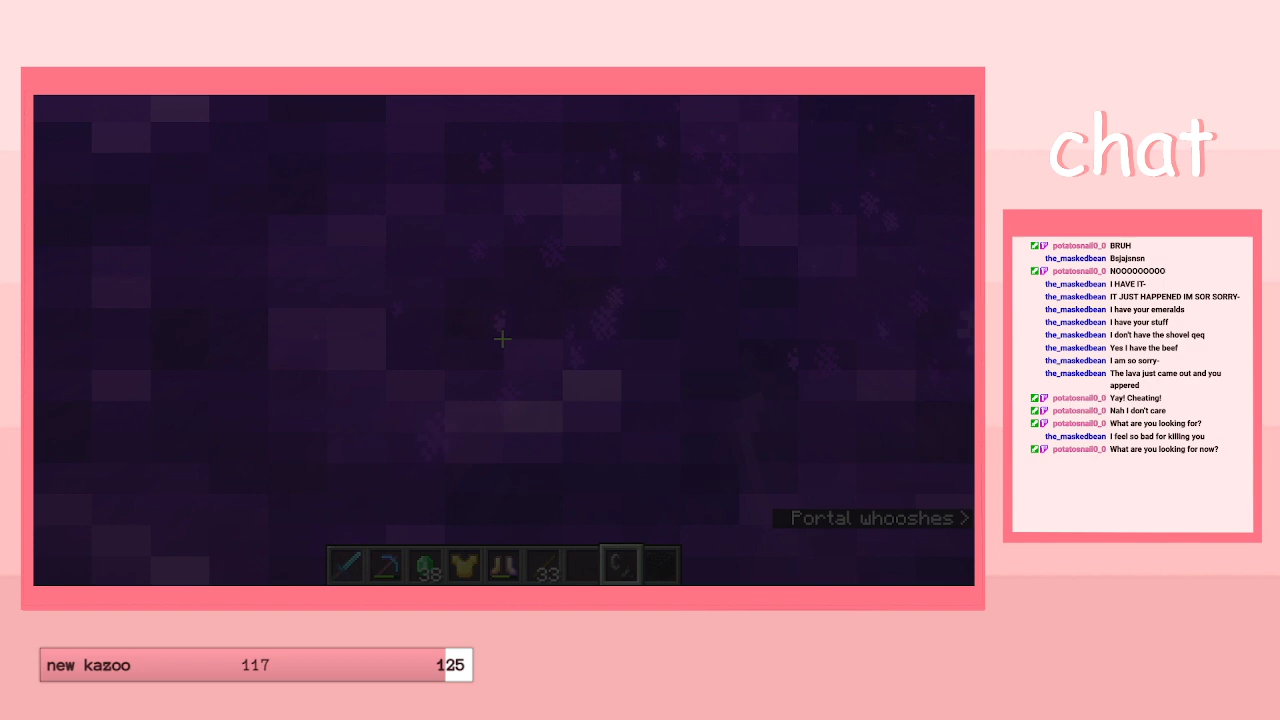 chat
potatosnail0_0 BRUH
the_maskedbean Bsjajsnsn
potatosnail0_0 NOOOOOOOOO
the_maskedbean I HAVE IT-
the_maskedbean IT JUST HAPPENED IM SOR SORRY-
the_maskedbean I have your emeralds
the_maskedbean I have your stuff
the_maskedbean I don't have the shovel qeq
the_maskedbean Yes I have the beef
the_maskedbean I am so sorry-
the_maskedbean The lava just came out and you
appered
potatosnail0_0 Yay! Cheating!
potatosnail0_0 Nah I don't care
potatosnail0_0 What are you looking for?
the_maskedbean I feel so bad for killing you
potatosnail0_0 What are you looking for now?
Portal whooshes >
38 33
new kazoo 117 125